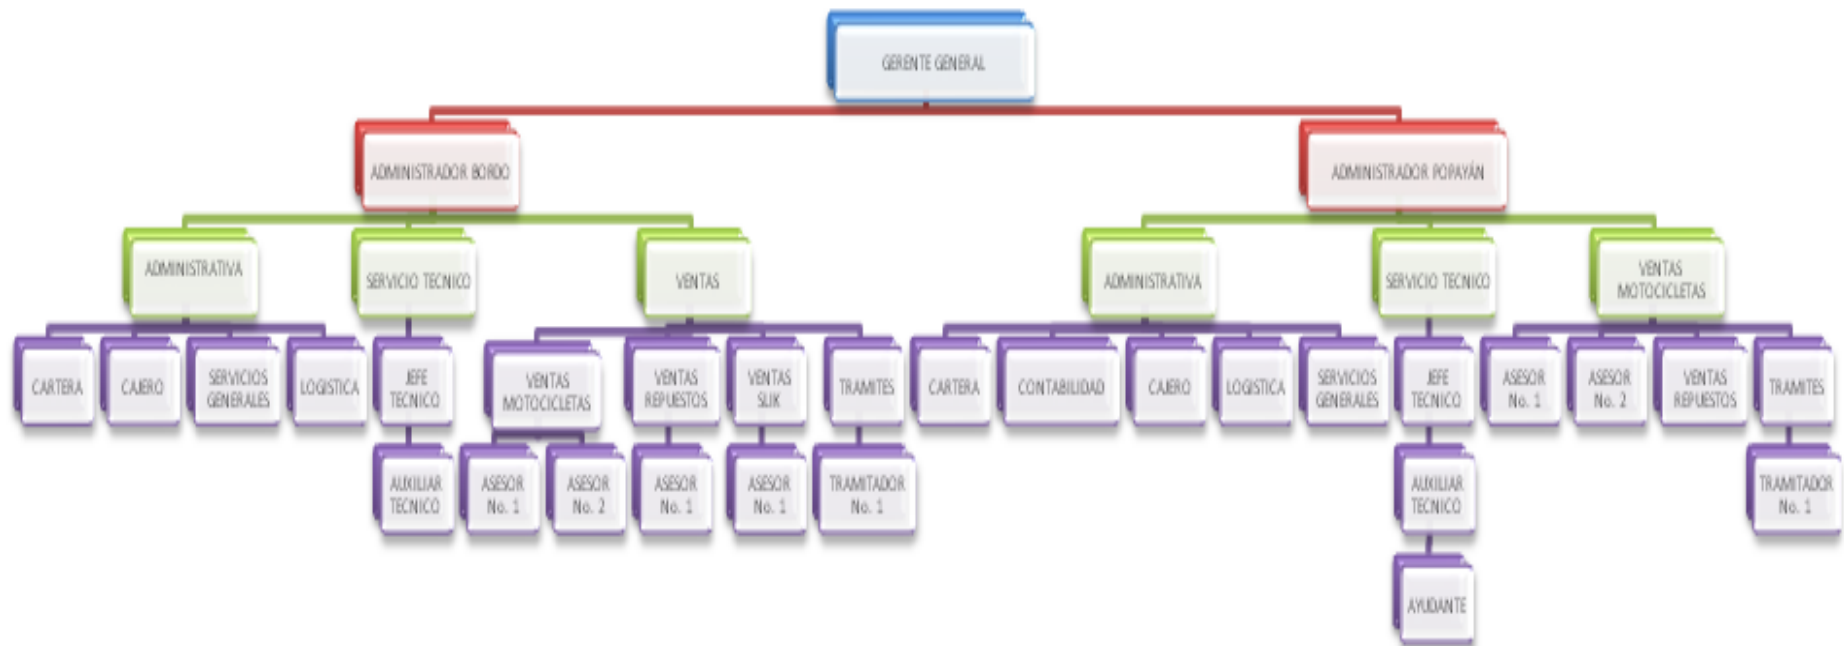 GERENTE GENERAL
ADMINISTRADOR BORDO
ADMINISTRADOR POPAYÁN
ADMINISTRATIVA
SERVICIO TECNICO
VENTAS
ADMINISTRATIVA
SERVICIO TECNICO
VENTAS
MOTOCICLETAS
CARTERA
CAJERO
SERVICIOS
GENERALES
LOGISTICA
JEFE
TECNICO
VENTAS
MOTOCICLETAS
VENTAS
REPUESTOS
VENTAS
SLIK
TRAMITES
CARTERA
CONTABILIDAD
CAJERO
LOGISTICA
SERVICIOS
GENERALES
JEFE
TECNICO
ASESOR
No. 1
ASESOR
No. 2
VENTAS
REPUESTOS
TRAMITES
AUXILIAR
TECNICO
ASESOR
No. 1
ASESOR
No. 2
ASESOR
No. 1
ASESOR
No. 1
TRAMITADOR
No. 1
AUXILIAR
TECNICO
TRAMITADOR
No. 1
AYUDANTE